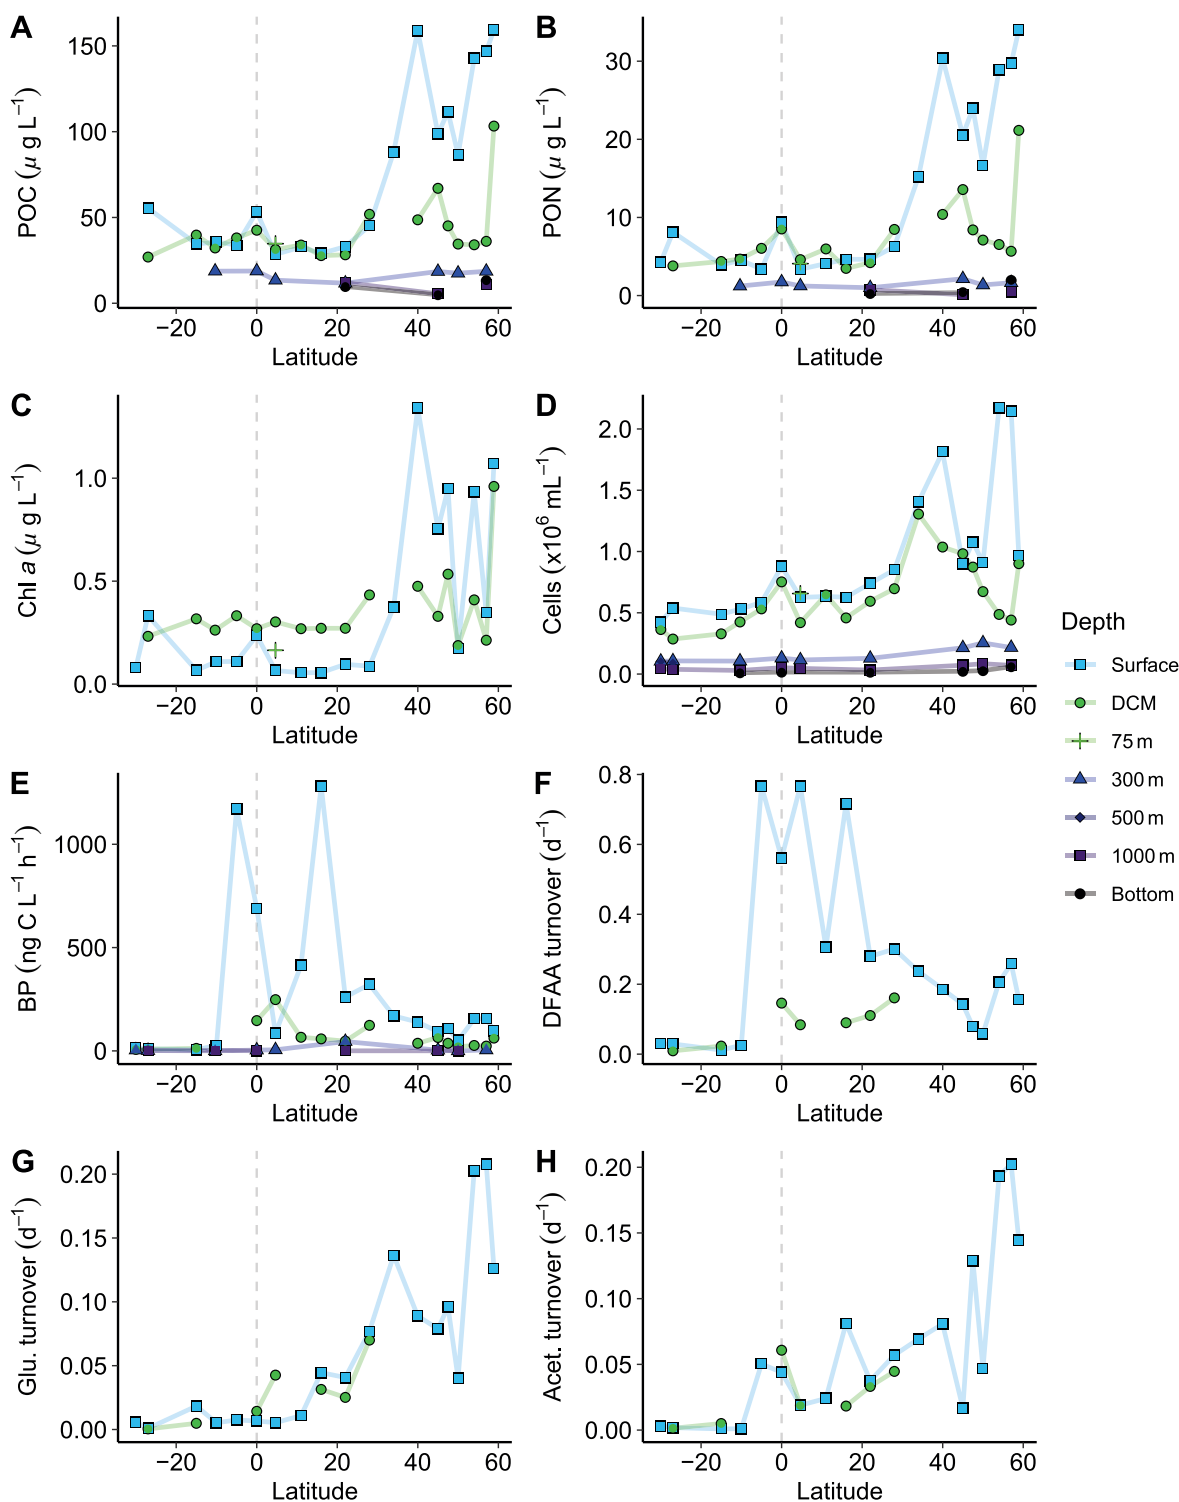 A
B
POC (μ g L−1)
150
100
50
0
−20 0 20 40 60
Latitude
PON (μ g L−1)
30
20
10
0
−20 0 20 40 60
Latitude
C
D
Chl a (μ g L−1)
1.0
0.5
0.0
−20 0 20 40 60
Latitude
Cells (x10⁶ mL−1)
2.0
1.5
1.0
0.5
0.0
−20 0 20 40 60
Latitude
Depth
Surface
DCM
75 m
300 m
500 m
1000 m
Bottom
E
F
BP (ng C L−1 h−1)
1000
500
0
−20 0 20 40 60
Latitude
DFAA turnover (d−1)
0.8
0.6
0.4
0.2
0.0
−20 0 20 40 60
Latitude
G
H
Glu. turnover (d−1)
0.20
0.15
0.10
0.05
0.00
−20 0 20 40 60
Latitude
Acet. turnover (d−1)
0.20
0.15
0.10
0.05
0.00
−20 0 20 40 60
Latitude